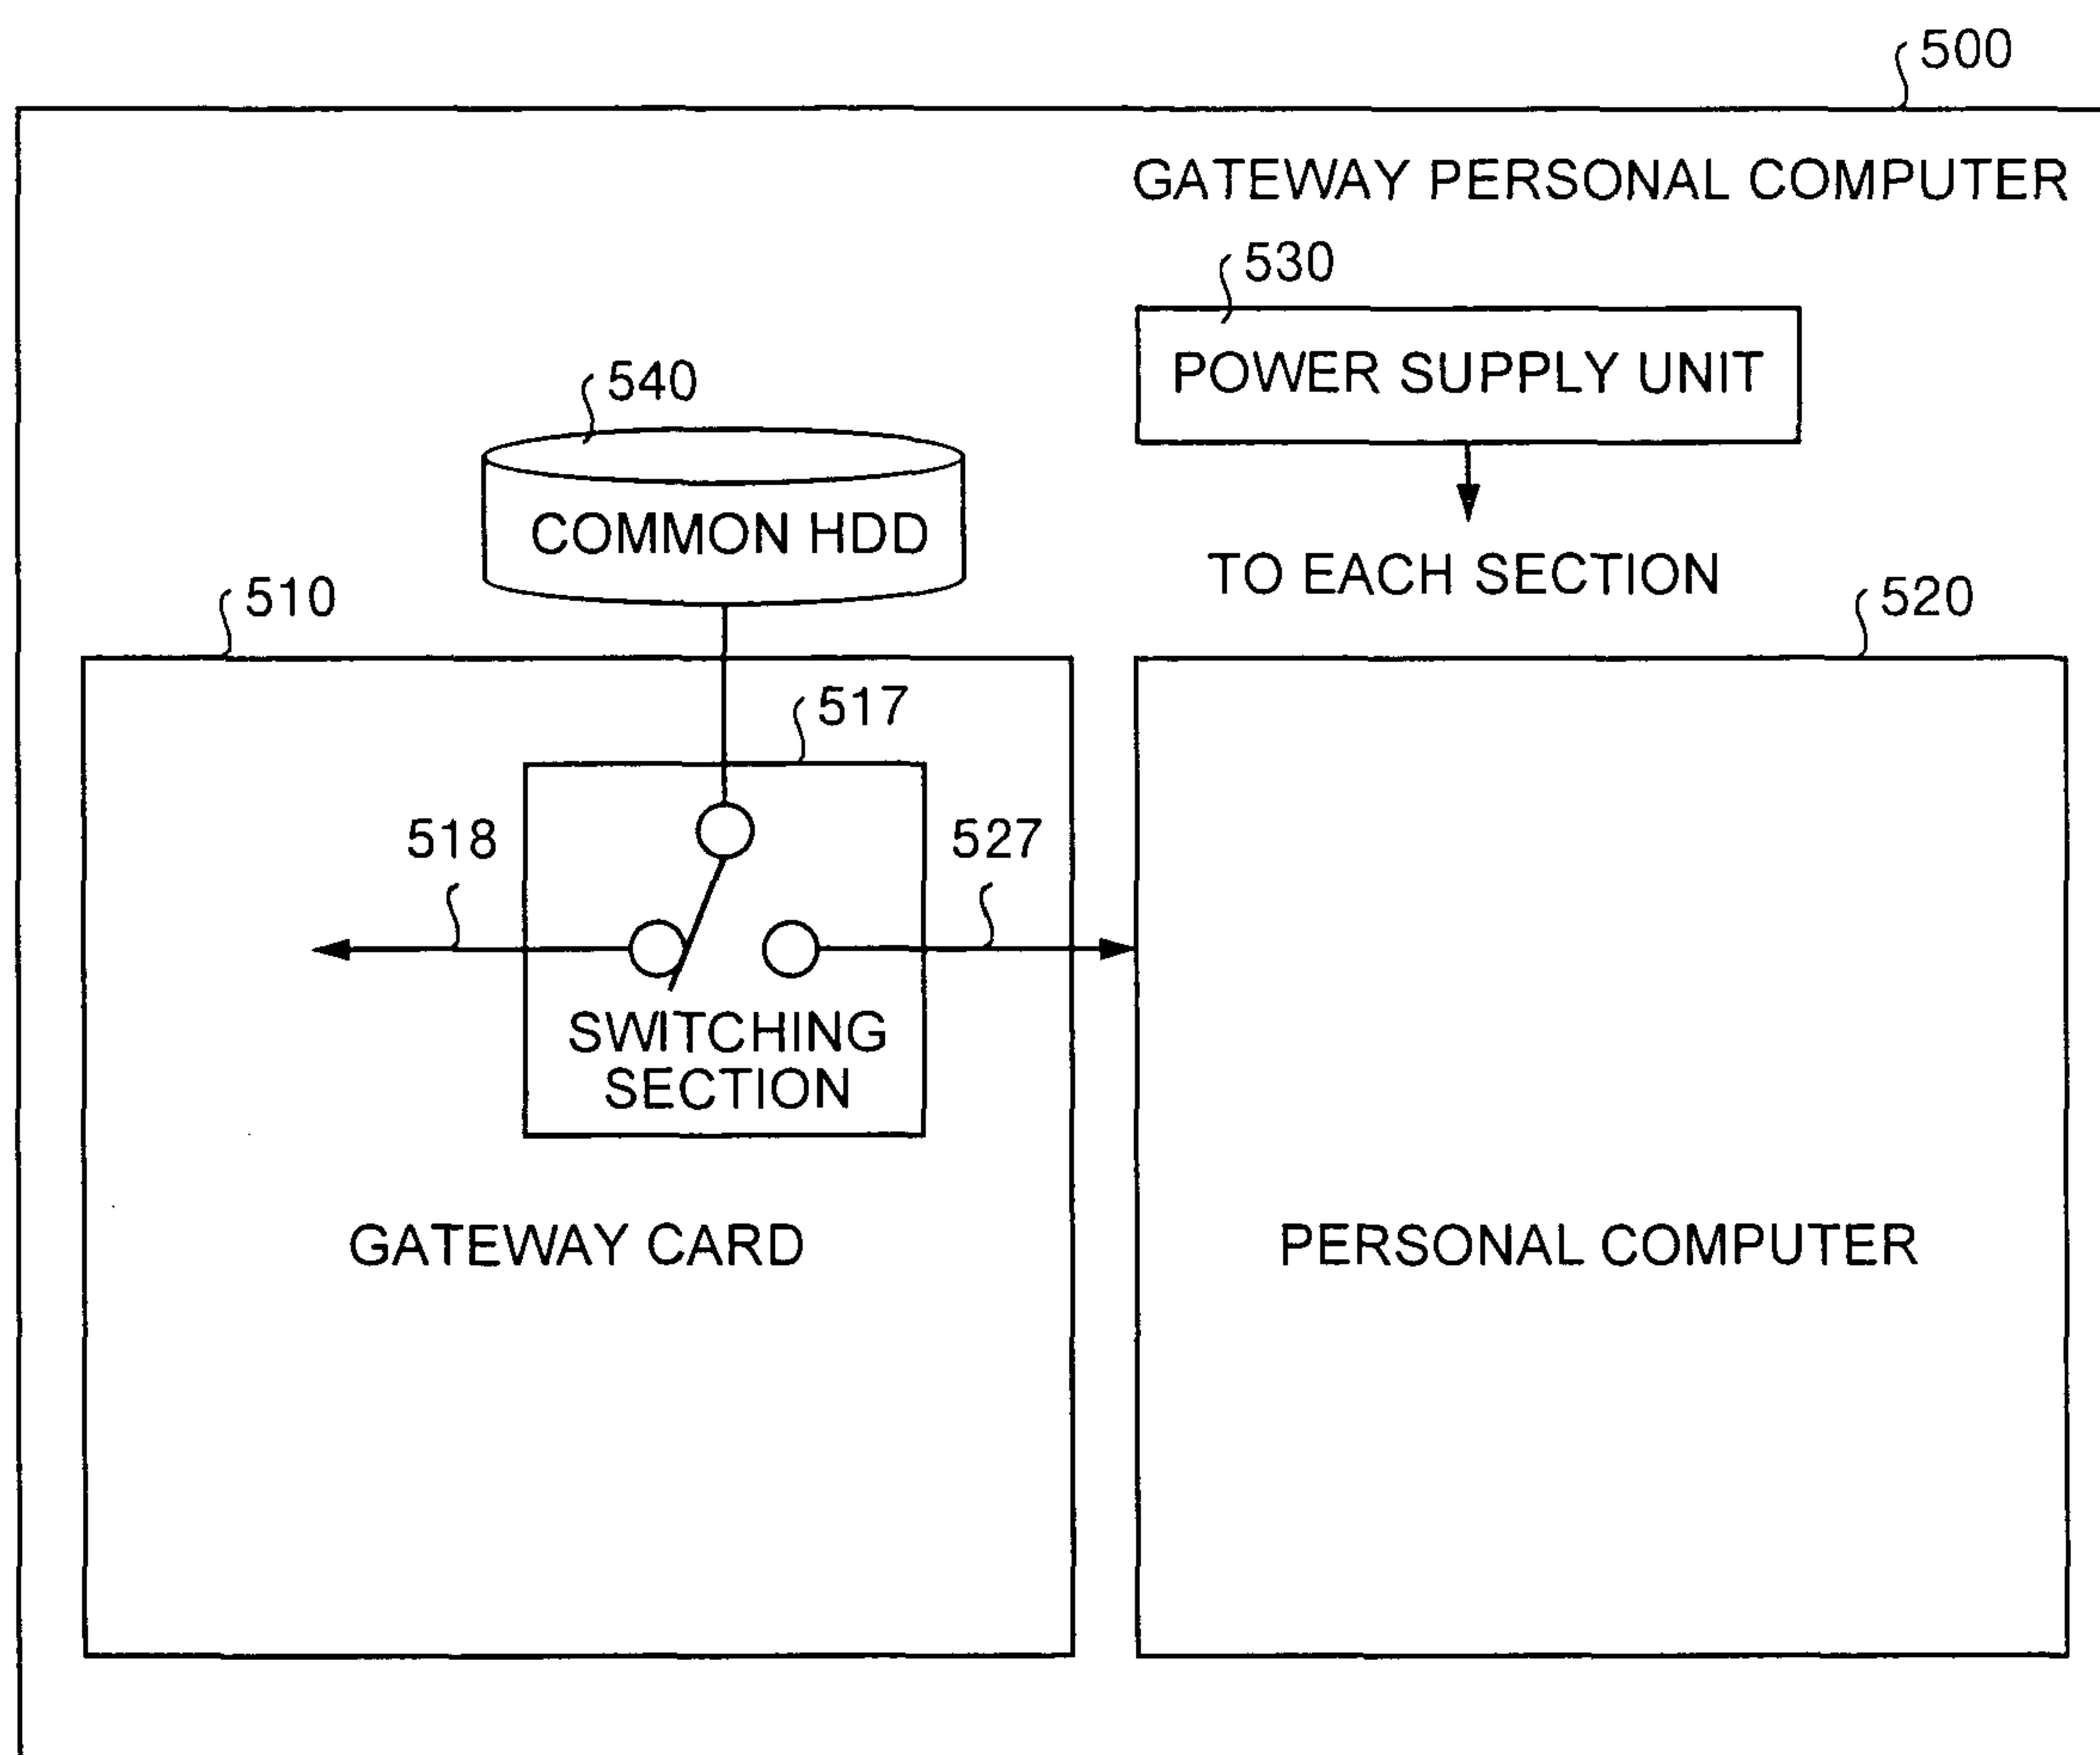 500
GATEWAY PERSONAL COMPUTER
530
POWER SUPPLY UNIT
540
COMMON HDD
TO EACH SECTION
510
520
517
518
527
SWITCHING
SECTION
GATEWAY CARD
PERSONAL COMPUTER